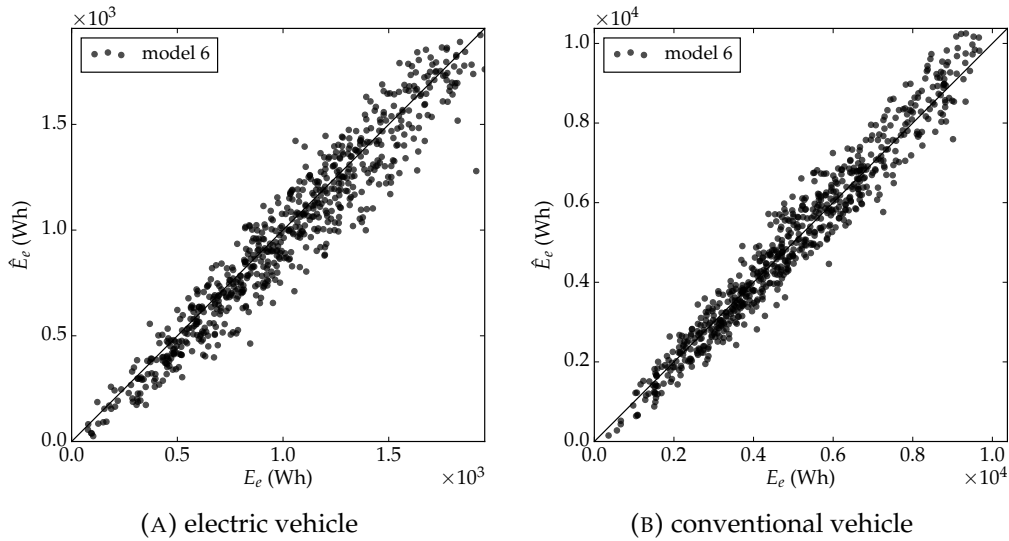 ×10³
model 6
1.5
1.0
0.5
0.0
Ê_e (Wh)
0.0 0.5 1.0 1.5
E_e (Wh)
×10³
(A) electric vehicle
×10⁴
model 6
1.0
0.8
0.6
0.4
0.2
0.0
Ê_e (Wh)
0.0 0.2 0.4 0.6 0.8 1.0
E_e (Wh)
×10⁴
(B) conventional vehicle